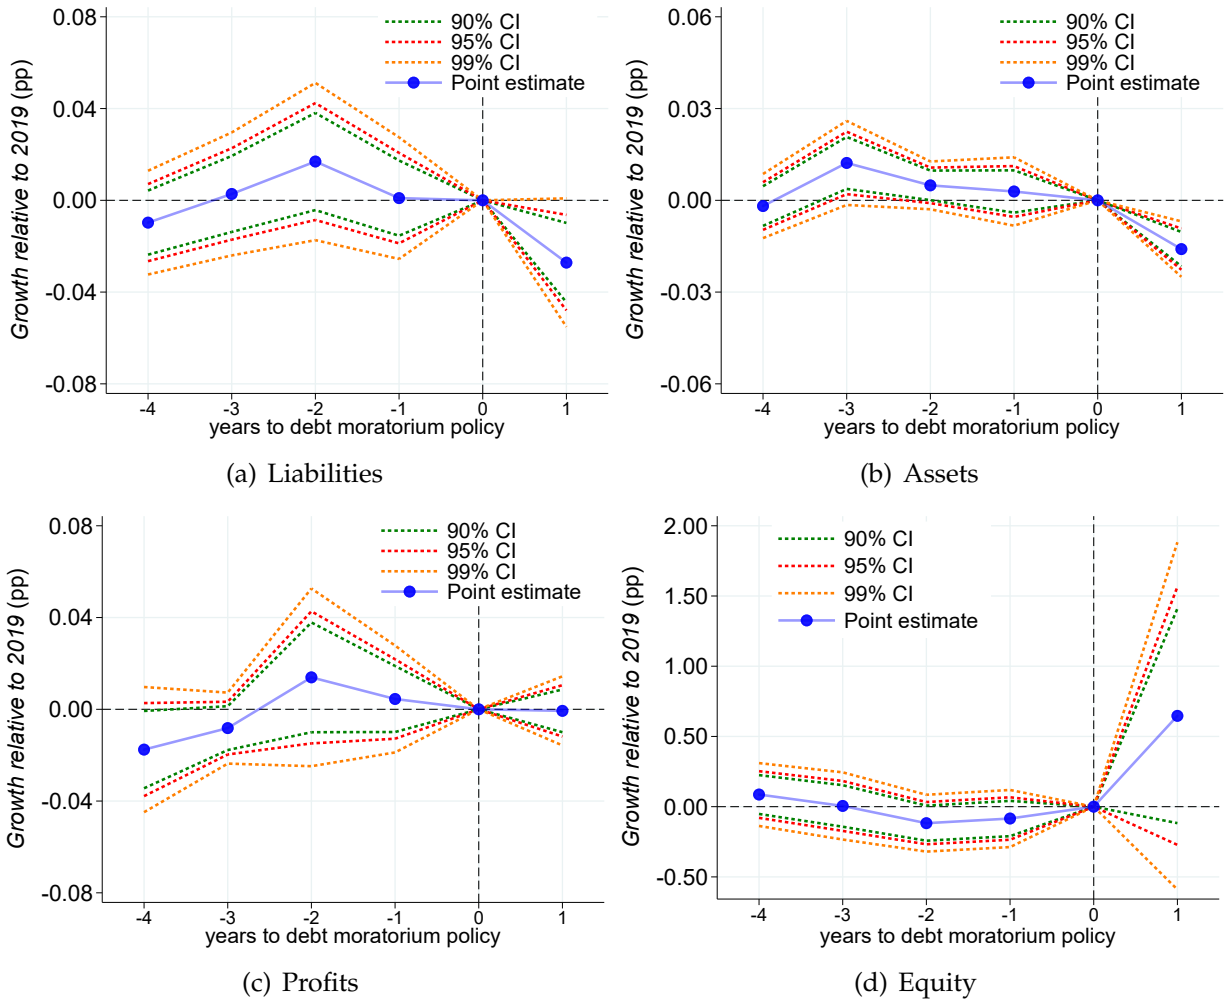 Growth relative to 2019 (pp)
0.08
0.04
0.00
-0.04
-0.08
90% CI
95% CI
99% CI
Point estimate
-4 -3 -2 -1 0 1
years to debt moratorium policy
(a) Liabilities
Growth relative to 2019 (pp)
0.06
0.03
0.00
-0.03
-0.06
90% CI
95% CI
99% CI
Point estimate
-4 -3 -2 -1 0 1
years to debt moratorium policy
(b) Assets
Growth relative to 2019 (pp)
0.08
0.04
0.00
-0.04
-0.08
90% CI
95% CI
99% CI
Point estimate
-4 -3 -2 -1 0 1
years to debt moratorium policy
(c) Profits
Growth relative to 2019 (pp)
2.00
1.50
1.00
0.50
0.00
-0.50
90% CI
95% CI
99% CI
Point estimate
-4 -3 -2 -1 0 1
years to debt moratorium policy
(d) Equity